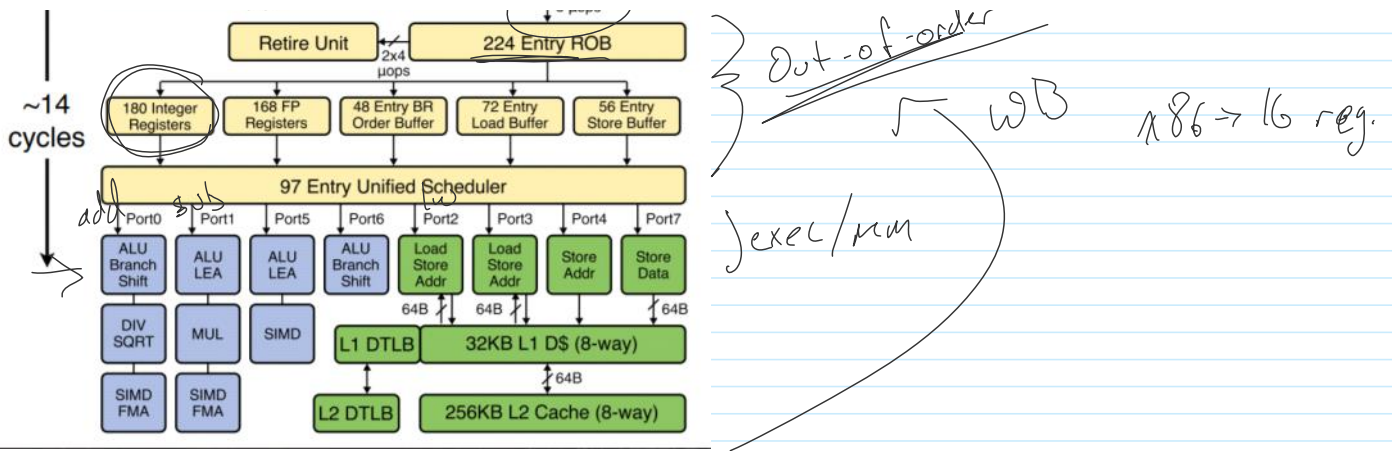 5 µops
Retire Unit
2x4
µops
224 Entry ROB
~14
cycles
180 Integer
Registers
168 FP
Registers
48 Entry BR
Order Buffer
72 Entry
Load Buffer
56 Entry
Store Buffer
97 Entry Unified Scheduler
add
sub
lw
Port0
Port1
Port5
Port6
Port2
Port3
Port4
Port7
ALU
Branch
Shift
ALU
LEA
ALU
LEA
ALU
Branch
Shift
Load
Store
Addr
Load
Store
Addr
Store
Addr
Store
Data
64B
64B
64B
DIV
SQRT
MUL
SIMD
L1 DTLB
32KB L1 D$ (8-way)
64B
SIMD
FMA
SIMD
FMA
L2 DTLB
256KB L2 Cache (8-way)
Out-of-order
WB
x86 → 16 reg.
exec/mem